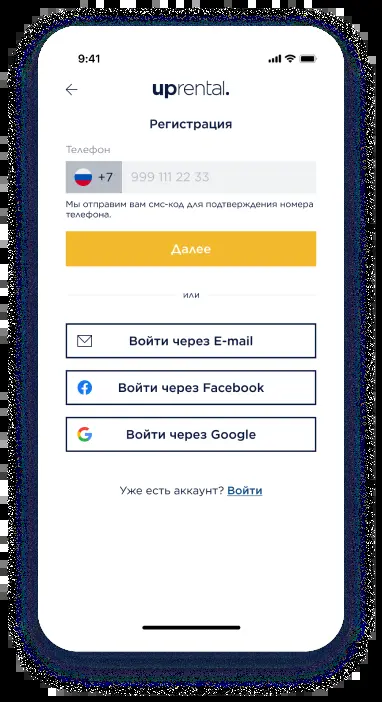 9:41
uprental.
Регистрация
Телефон
+7 999 111 22 33
Мы отправим вам смс-код для подтверждения номера
телефона.
Далее
или
Войти через E-mail
Войти через Facebook
Войти через Google
Уже есть аккаунт? Войти